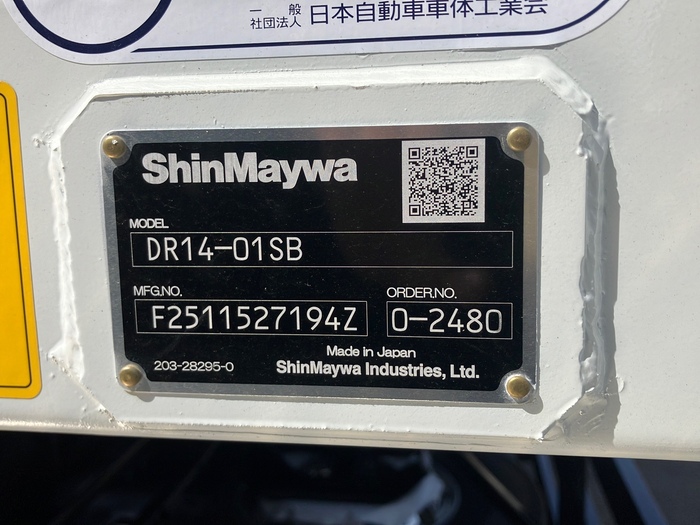 一般
社団法人 日本自動車車体工業会
ShinMaywa
MODEL
DR14-01SB
MFG.NO.
F2511527194Z
ORDER.NO.
0-2480
Made in Japan
203-28295-0
ShinMaywa Industries, Ltd.